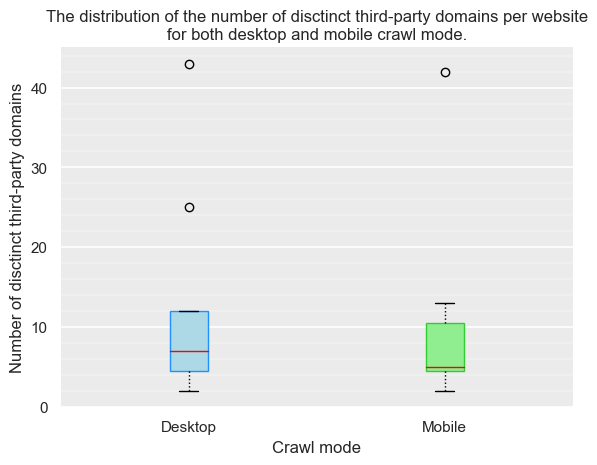 The distribution of the number of disctinct third-party domains per website
for both desktop and mobile crawl mode.
Number of disctinct third-party domains
40
30
20
10
0
Desktop
Mobile
Crawl mode